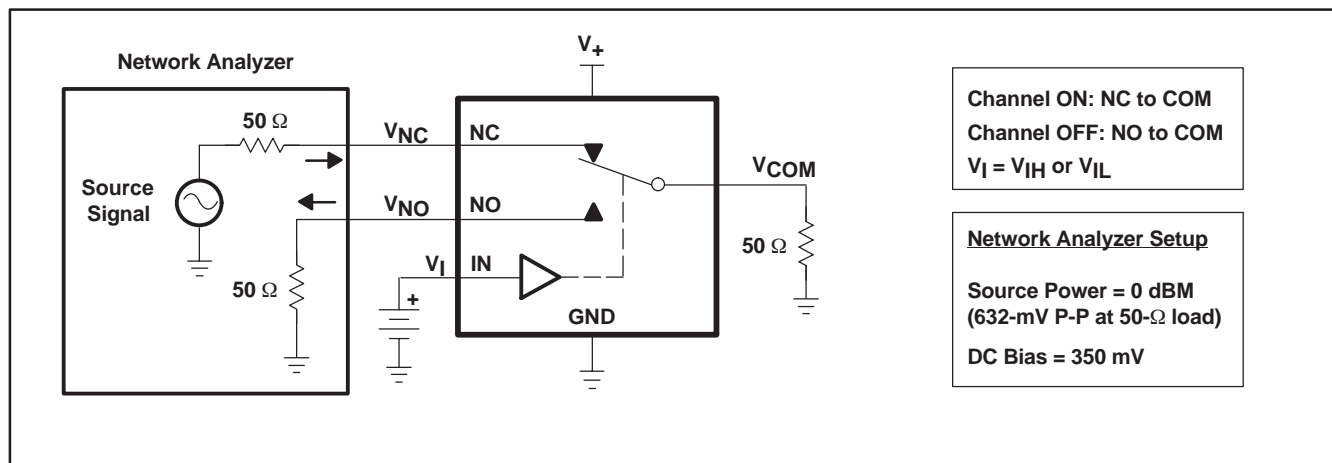 Network Analyzer
50 Ω
Source
Signal
50 Ω
VNC
NC
VNO
NO
VI
IN
+
GND
V+
VCOM
50 Ω
Channel ON: NC to COM
Channel OFF: NO to COM
VI = VIH or VIL
Network Analyzer Setup
Source Power = 0 dBM
(632-mV P-P at 50-Ω load)
DC Bias = 350 mV